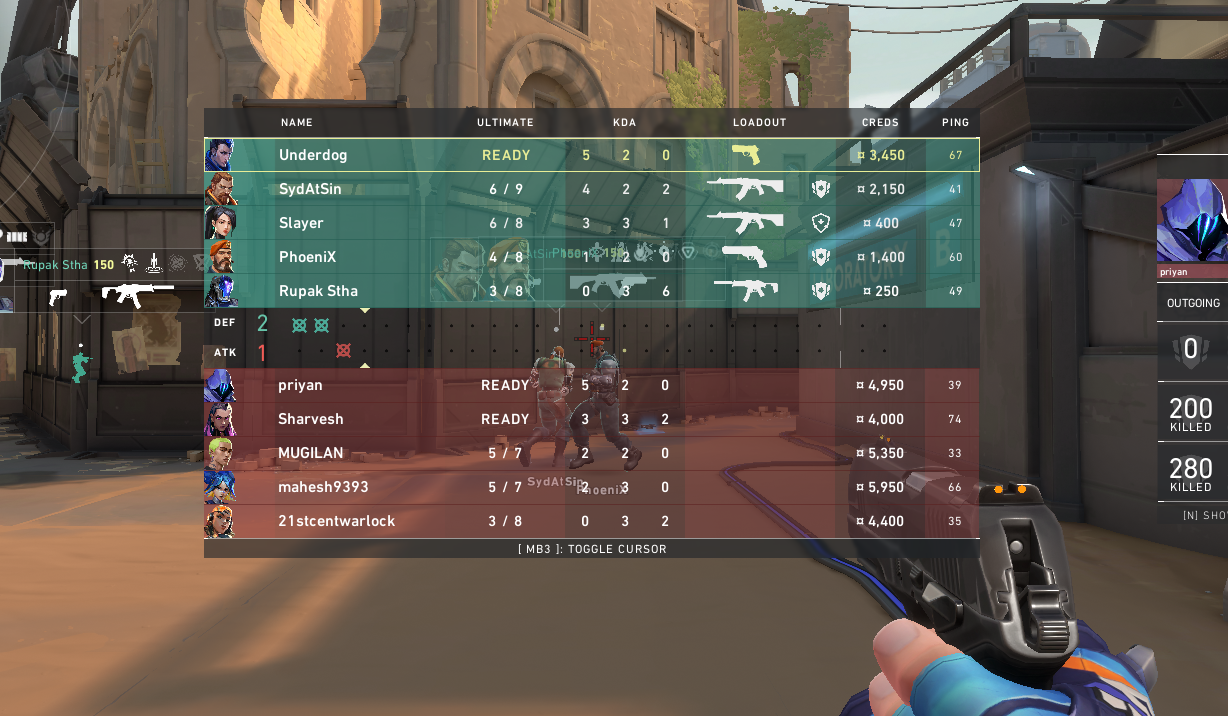 NAME ULTIMATE KDA LOADOUT CREDS PING
Underdog READY 5 2 0 ¤ 3,450 67
SydAtSin 6 / 9 4 2 2 ¤ 2,150 41
Slayer 6 / 8 3 3 1 ¤ 400 47
PhoeniX 4 / 8 1 2 0 ¤ 1,400 60
Rupak Stha 150
Rupak Stha 3 / 8 0 3 6 ¤ 250 49
priyan
DEF 2
OUTGOING
ATK 1
0
priyan READY 5 2 0 ¤ 4,950 39
Sharvesh READY 3 3 2 ¤ 4,000 74
200
KILLED
MUGILAN 5 / 7 2 2 0 ¤ 5,350 33
280
KILLED
mahesh9393 5 / 7 2 3 0 ¤ 5,950 66
SydAtSin
PhoeniX
21stcentwarlock 3 / 8 0 3 2 ¤ 4,400 35
[N] SHO
[ MB3 ]: TOGGLE CURSOR